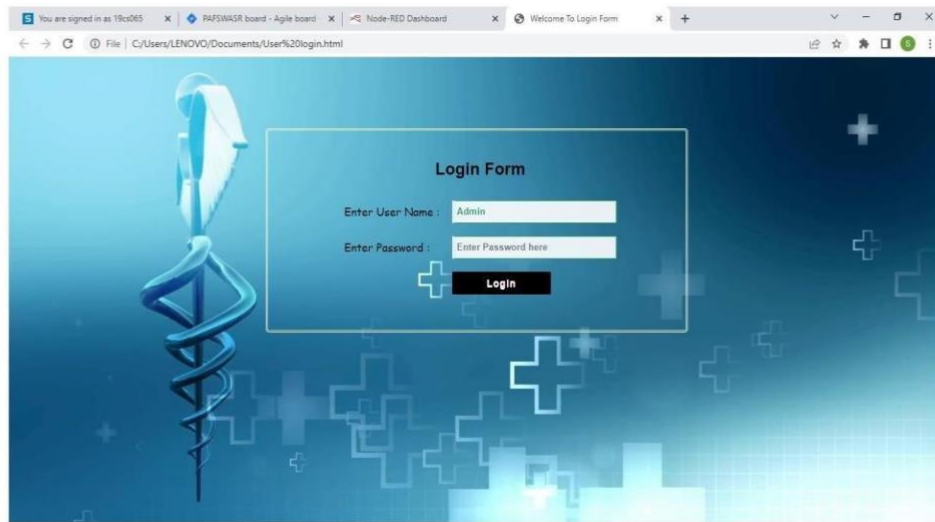 You are signed in as 19cs065
PAFSWASR board - Agile board
Node-RED Dashboard
Welcome To Login Form
File | C:/Users/LENOVO/Documents/User%20login.html
S
Login Form
Enter User Name : Admin
Enter Password : Enter Password here
Login